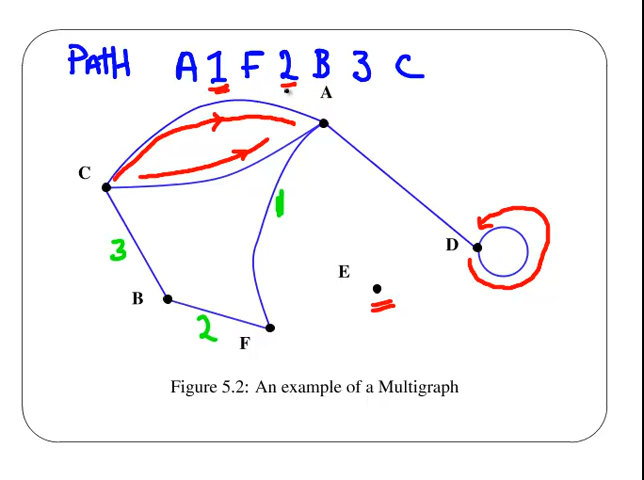 PATH A 1 F 2 B 3 C
A
C
1
D
3
E
B
2
F
Figure 5.2: An example of a Multigraph